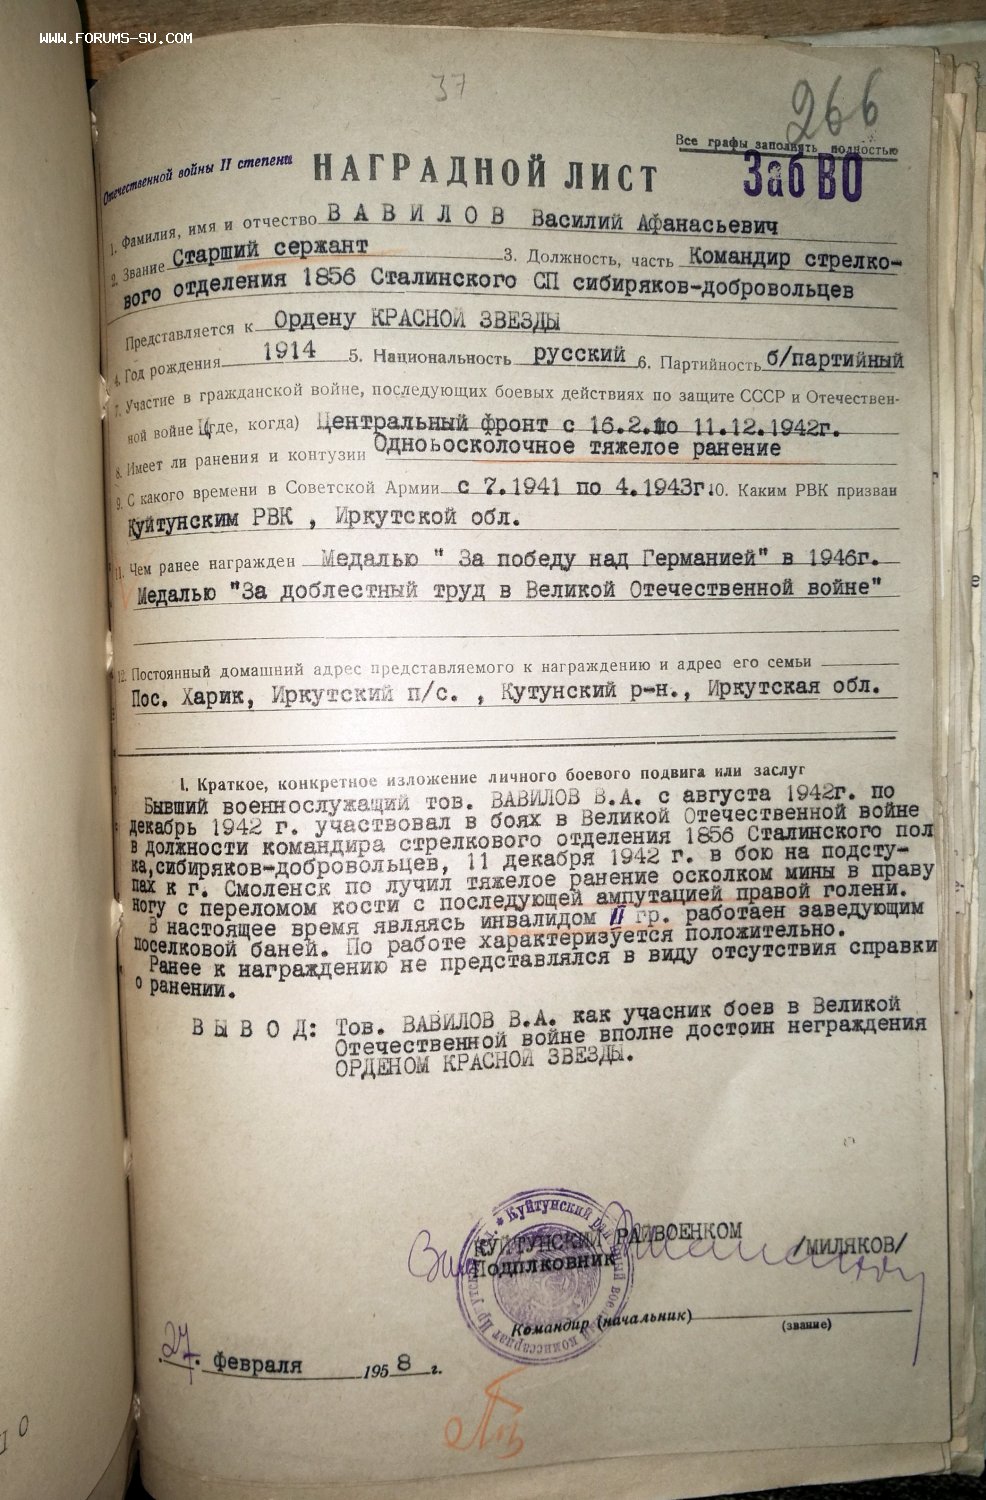 WWW.FORUMS-SU.COM
37
266
Все графы заполнять полностью
Заб ВО
Отечественной войны II степени
НАГРАДНОЙ ЛИСТ
1. Фамилия, имя и отчество ВАВИЛОВ Василий Афанасьевич
2. Звание Старший сержант 3. Должность, часть Командир стрелко-
вого отделения 1856 Сталинского СП сибиряков-добровольцев
Представляется к Ордену КРАСНОЙ ЗВЕЗДЫ
4. Год рождения 1914 5. Национальность русский 6. Партийность б/партийный
7. Участие в гражданской войне, последующих боевых действиях по защите СССР и Отечествен-
ной войне (где, когда) Центральный фронт с 16.2.по 11.12.1942г.
8. Имеет ли ранения и контузии Одноьосколочное тяжелое ранение
9. С какого времени в Советской Армии с 7.1941 по 4.1943г. 10. Каким РВК призван
Куйтунским РВК , Иркутской обл.
11. Чем ранее награжден Медалью " За победу над Германией" в 1946г.
Медалью "За доблестный труд в Великой Отечественной войне"
12. Постоянный домашний адрес представляемого к награждению и адрес его семьи
Пос. Харик, Иркутский п/с. , Кутунский р-н., Иркутская обл.
1. Краткое, конкретное изложение личного боевого подвига или заслуг
Бывший военнослужащий тов. ВАВИЛОВ В.А. с августа 1942г. по
декабрь 1942 г. участвовал в боях в Великой Отечественной войне
в должности командира стрелкового отделения 1856 Сталинского пол
ка,сибиряков-добровольцев, 11 декабря 1942 г. в бою на подсту-
пах к г. Смоленск по лучил тяжелое ранение осколком мины в праву
ногу с переломом кости с последующей ампутацией правой голени.
В настоящее время являясь инвалидом II гр. работаен заведующим
поселковой баней. По работе характеризуется положительно.
Ранее к награждению не представлялся в виду отсутствия справки
о ранении.
ВЫВОД: Тов. ВАВИЛОВ В.А. как учасник боев в Великой
Отечественной войне вполне достоин неграждения
ОРДЕНОМ КРАСНОЙ ЗВЕЗДЫ.
КУЙТУНСКИЙ РАЙВОЕНКОМ
Подплковник /МИЛЯКОВ/
Командир (начальник)
(звание)
27. Февраля 1958 г.